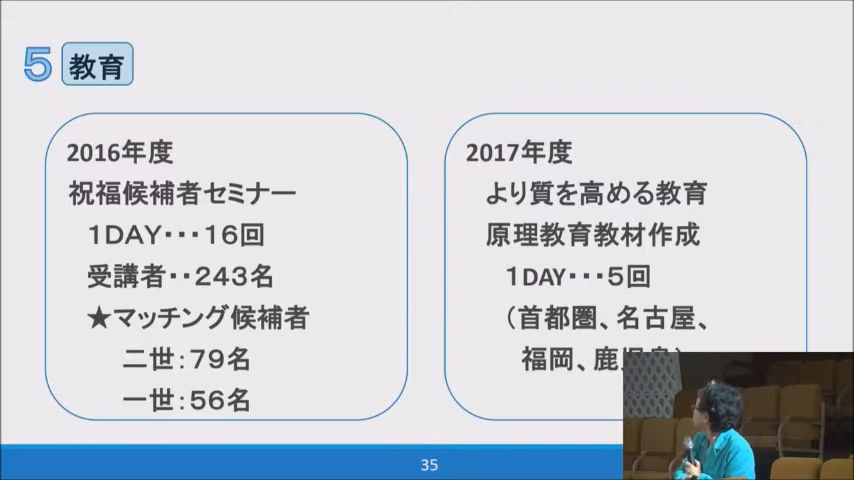 5 教育
2016年度
祝福候補者セミナー
１DAY･･･１６回
受講者･･２４３名
★マッチング候補者
二世：７９名
一世：５６名
2017年度
より質を高める教育
原理教育教材作成
１DAY･･･５回
（首都圏、名古屋、
福岡、鹿
35